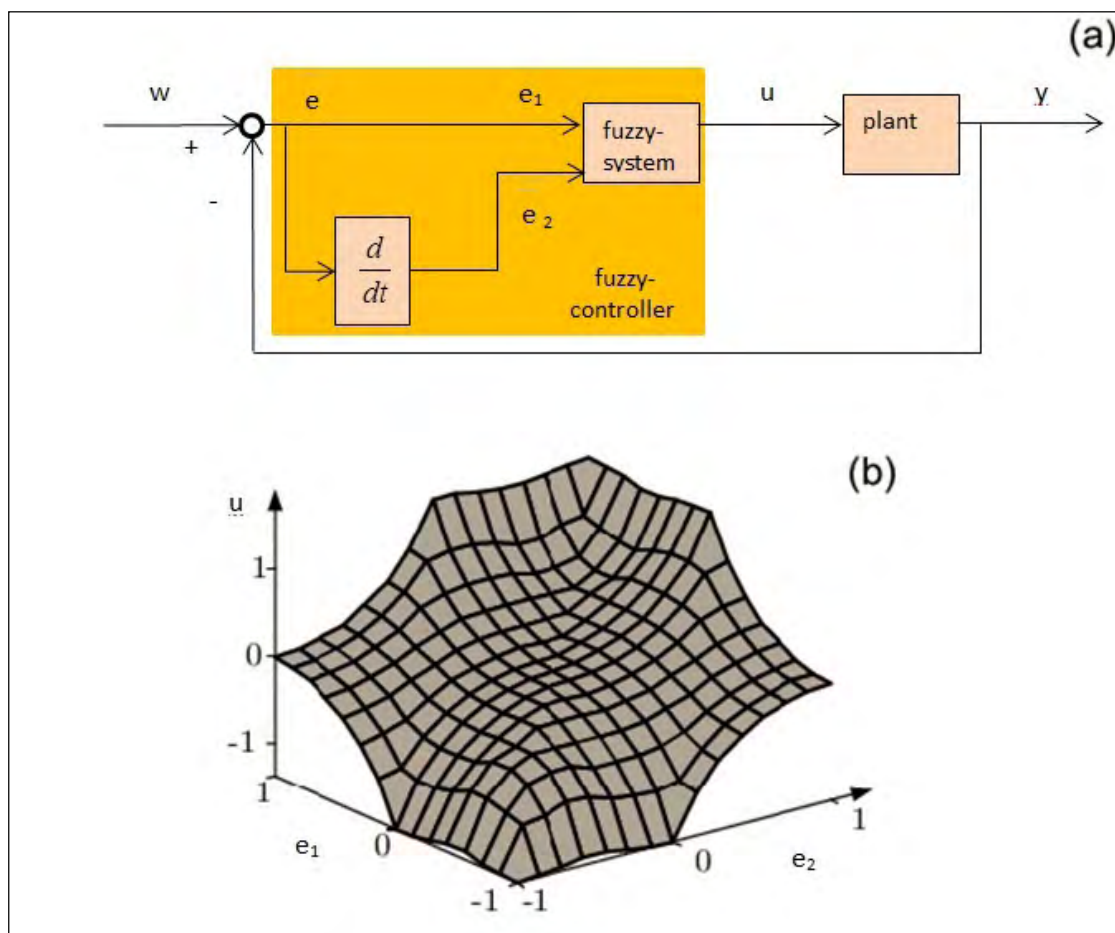 (a)
w
e
e₁
u
y
+
-
fuzzy-
system
plant
e ₂
d
dt
fuzzy-
controller
(b)
u
1
0
-1
1
e₁
0
-1
-1
0
e₂
1